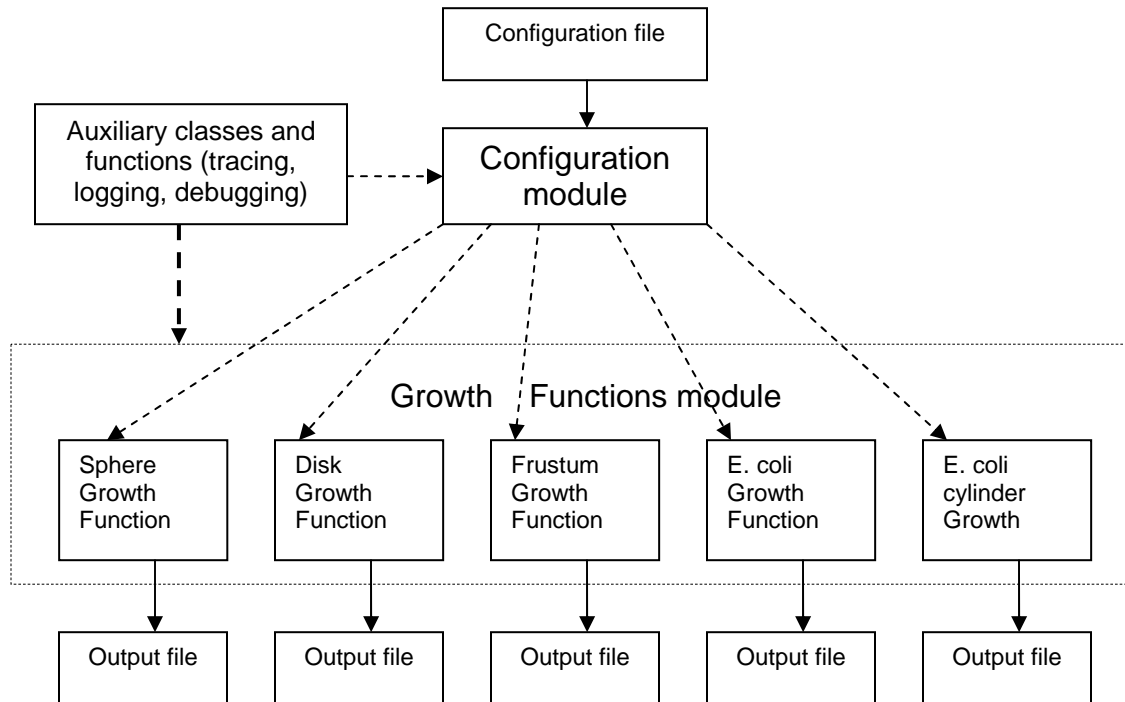 Configuration file
Auxiliary classes and
functions (tracing,
logging, debugging)
Configuration
module
Growth Functions module
Sphere
Growth
Function
Disk
Growth
Function
Frustum
Growth
Function
E. coli
Growth
Function
E. coli
cylinder
Growth
Output file
Output file
Output file
Output file
Output file